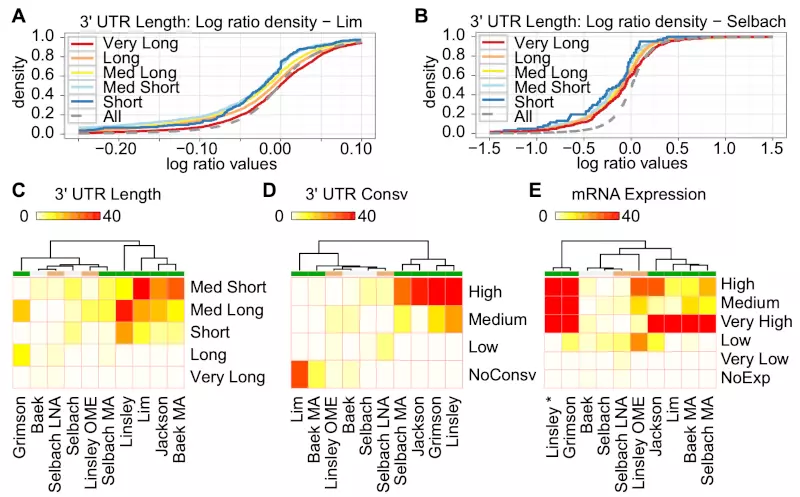 A
3' UTR Length: Log ratio density − Lim
1.0
0.8
0.6
0.4
0.2
0.0
density
Very Long
Long
Med Long
Med Short
Short
All
−0.20
−0.10
0.00
0.10
log ratio values
B
3' UTR Length: Log ratio density − Selbach
1.0
0.8
0.6
0.4
0.2
0.0
density
Very Long
Long
Med Long
Med Short
Short
All
−1.5
−1.0
−0.5
0.0
0.5
1.0
1.5
log ratio values
C
3' UTR Length
0
40
Med Short
Med Long
Short
Long
Very Long
Grimson
Baek
Selbach LNA
Selbach
Linsley OME
Selbach MA
Linsley
Lim
Jackson
Baek MA
D
3' UTR Consv
0
40
High
Medium
Low
NoConsv
Lim
Baek MA
Linsley OME
Baek
Selbach
Selbach LNA
Selbach MA
Jackson
Grimson
Linsley
E
mRNA Expression
0
40
High
Medium
Very High
Low
Very Low
NoExp
Linsley *
Grimson
Baek
Selbach
Selbach LNA
Linsley OME
Jackson
Lim
Baek MA
Selbach MA